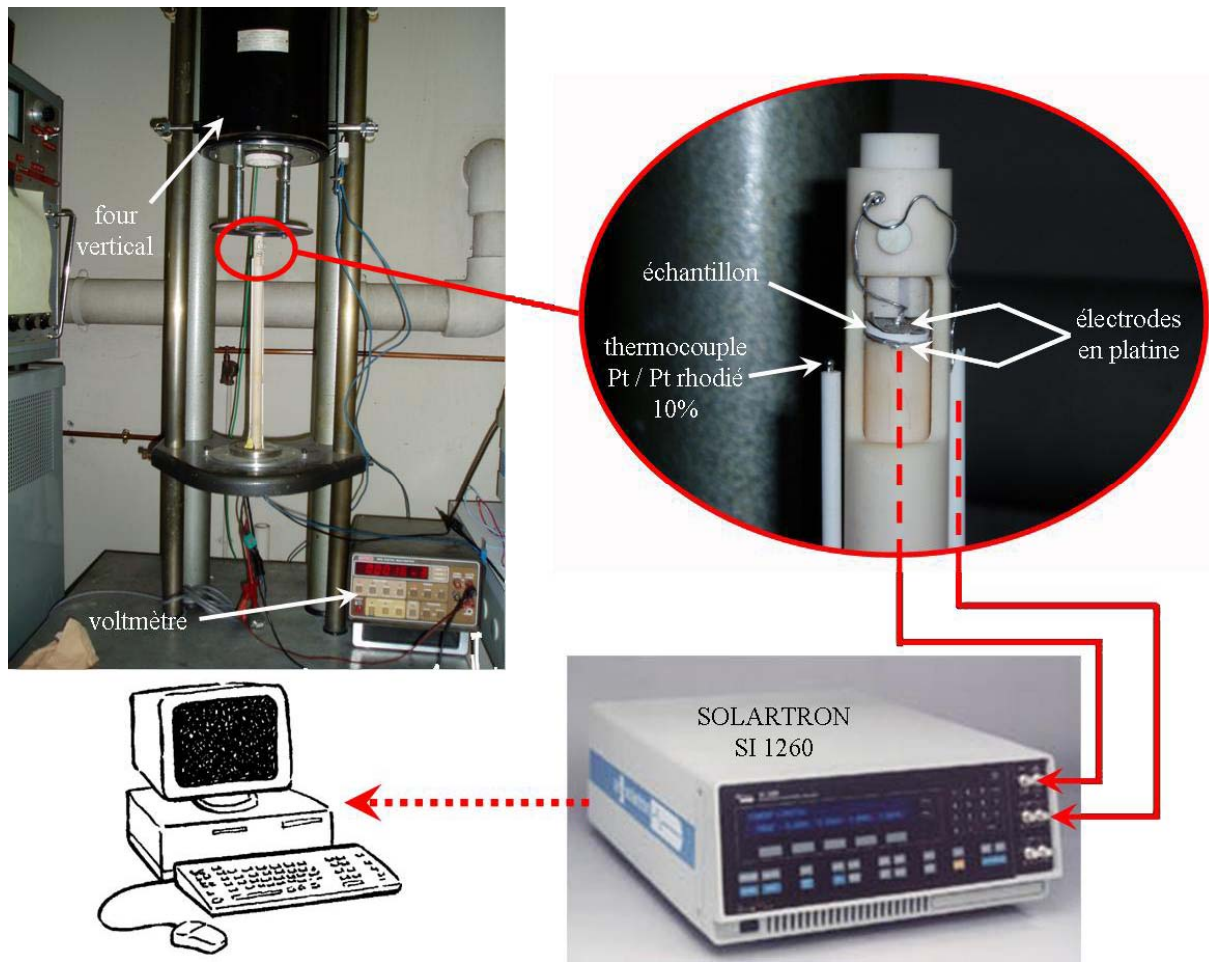 four
vertical
voltmètre
échantillon
thermocouple
Pt / Pt rhodié
10%
électrodes
en platine
SOLARTRON
SI 1260